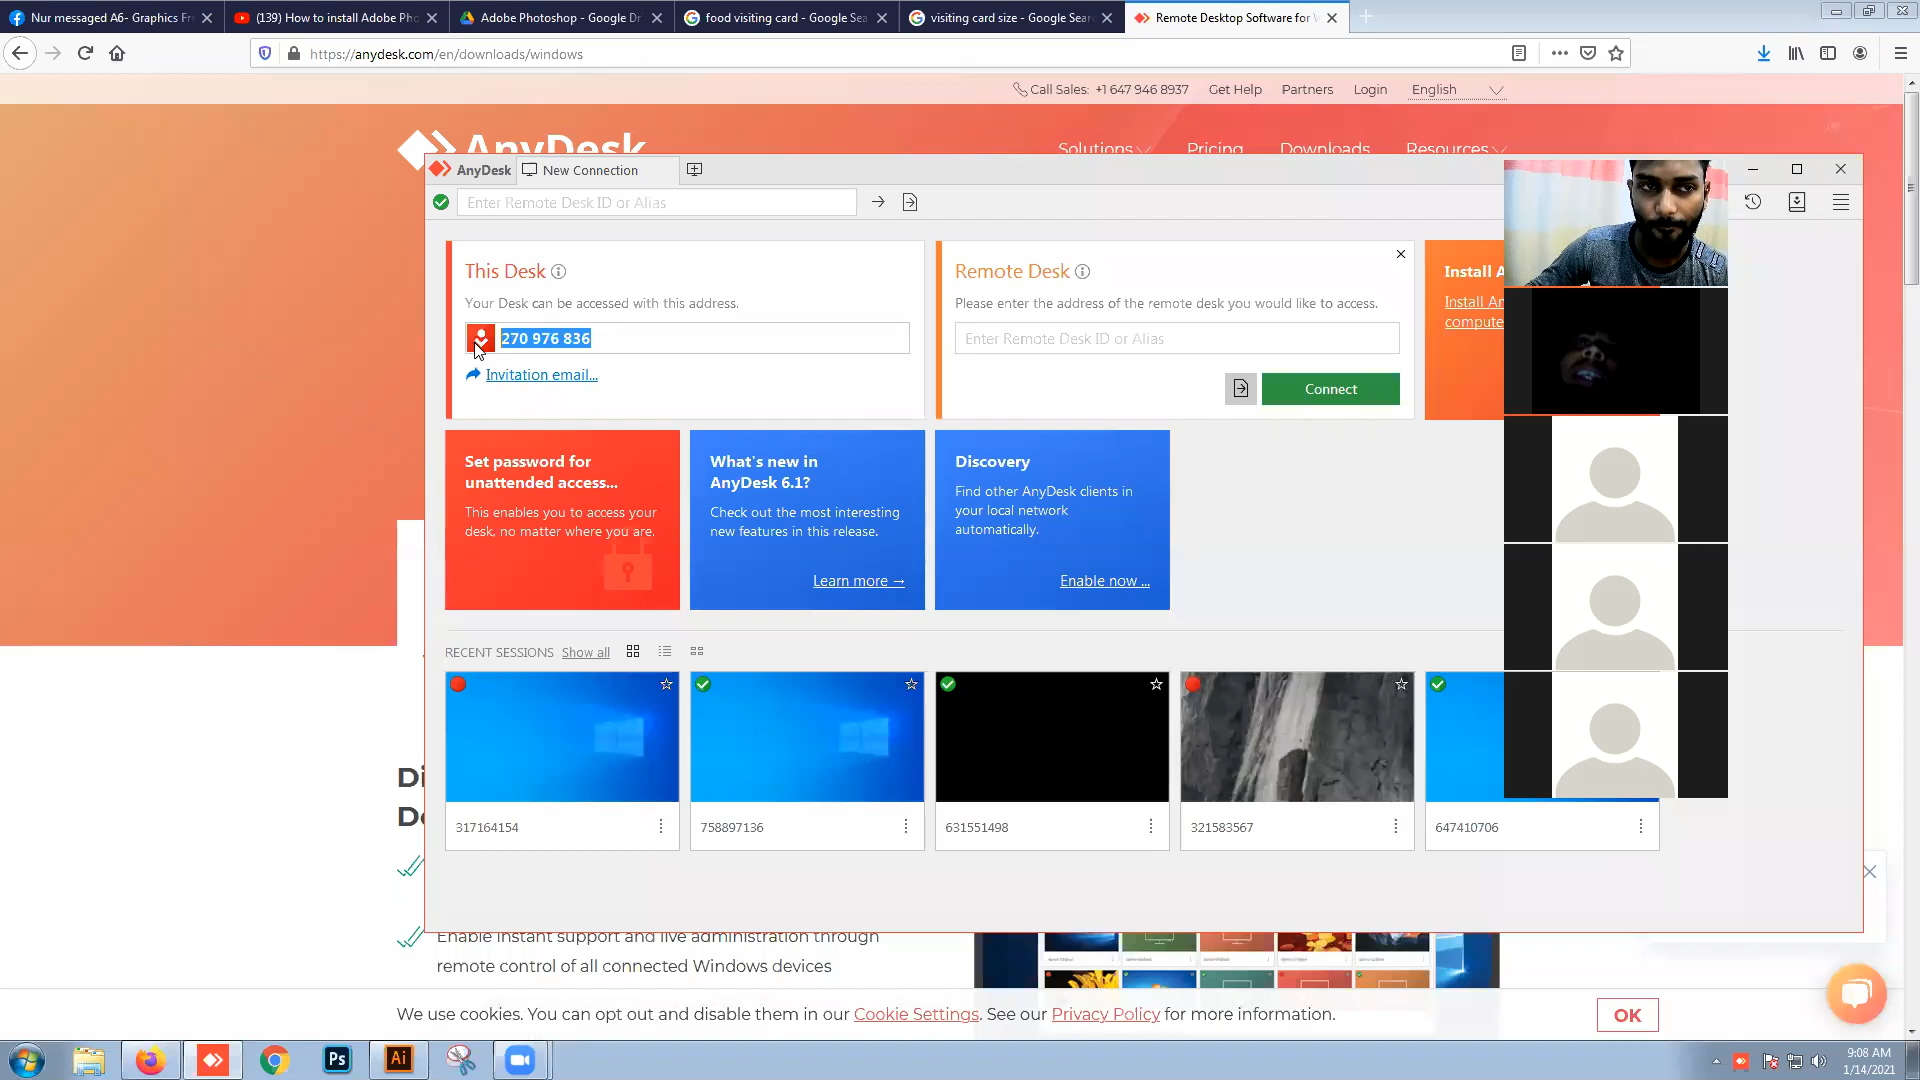 Nur messaged A6- Graphics Fr
(139) How to install Adobe Pho
Adobe Photoshop - Google Dr
food visiting card - Google Sea
visiting card size - Google Sear
Remote Desktop Software for
https://anydesk.com/en/downloads/windows
Call Sales: +1 647 946 8937
Get Help
Partners
Login
English
AnyDesk
Solutions
Pricing
Downloads
Resources
AnyDesk
New Connection
Enter Remote Desk ID or Alias
This Desk
Your Desk can be accessed with this address.
270 976 836
Invitation email...
Remote Desk
Please enter the address of the remote desk you would like to access.
Enter Remote Desk ID or Alias
Connect
Install A
Install An
compute
Set password for
unattended access...
This enables you to access your
desk, no matter where you are.
What's new in
AnyDesk 6.1?
Check out the most interesting
new features in this release.
Learn more →
Discovery
Find other AnyDesk clients in
your local network
automatically.
Enable now ...
RECENT SESSIONS
Show all
317164154
758897136
631551498
321583567
647410706
Di
De
Enable instant support and live administration through
remote control of all connected Windows devices
We use cookies. You can opt out and disable them in our Cookie Settings. See our Privacy Policy for more information.
OK
Ps
Ai
9:08 AM
1/14/2021